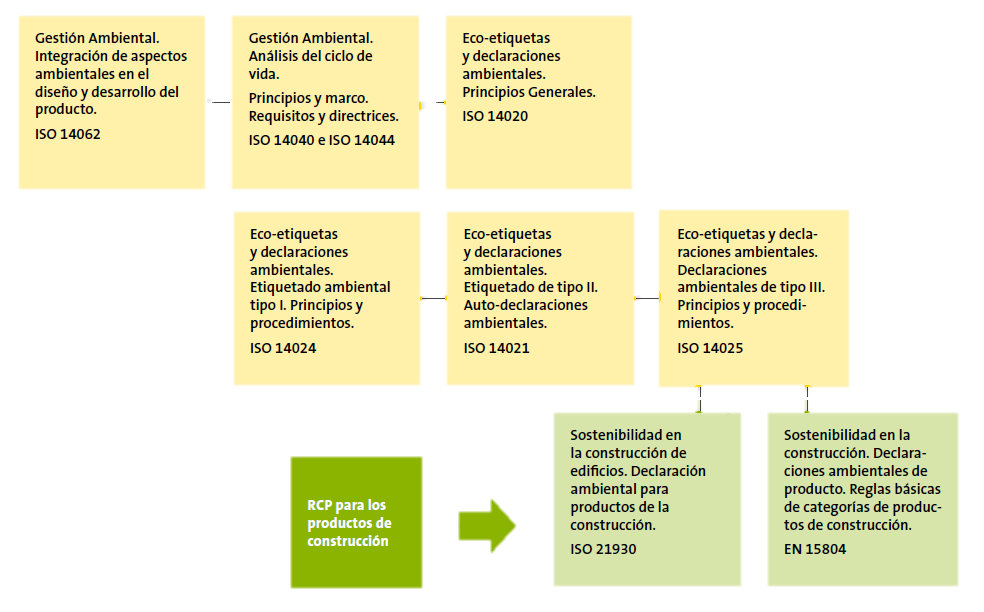 Gestión Ambiental.
Integración de aspectos
ambientales en el
diseño y desarrollo del
producto.
ISO 14062
Gestión Ambiental.
Análisis del ciclo de
vida.
Principios y marco.
Requisitos y directrices.
ISO 14040 e ISO 14044
Eco-etiquetas
y declaraciones
ambientales.
Principios Generales.
ISO 14020
Eco-etiquetas
y declaraciones
ambientales.
Etiquetado ambiental
tipo I. Principios y
procedimientos.
ISO 14024
Eco-etiquetas
y declaraciones
ambientales.
Etiquetado de tipo II.
Auto-declaraciones
ambientales.
ISO 14021
Eco-etiquetas y decla-
raciones ambientales.
Declaraciones
ambientales de tipo III.
Principios y procedi-
mientos.
ISO 14025
RCP para los
productos de
construcción
Sostenibilidad en
la construcción de
edificios. Declaración
ambiental para
productos de la
construcción.
ISO 21930
Sostenibilidad en la
construcción. Declara-
ciones ambientales de
producto. Reglas básicas
de categorías de produc-
tos de construcción.
EN 15804